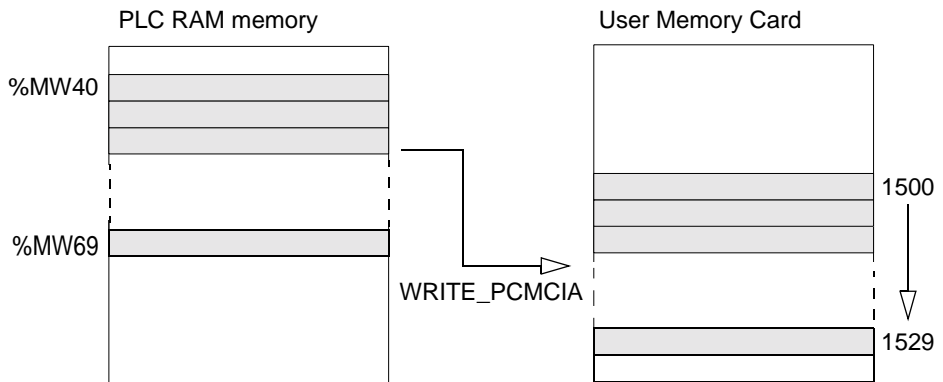 PLC RAM memory
User Memory Card
%MW40
1500
%MW69
WRITE_PCMCIA
1529